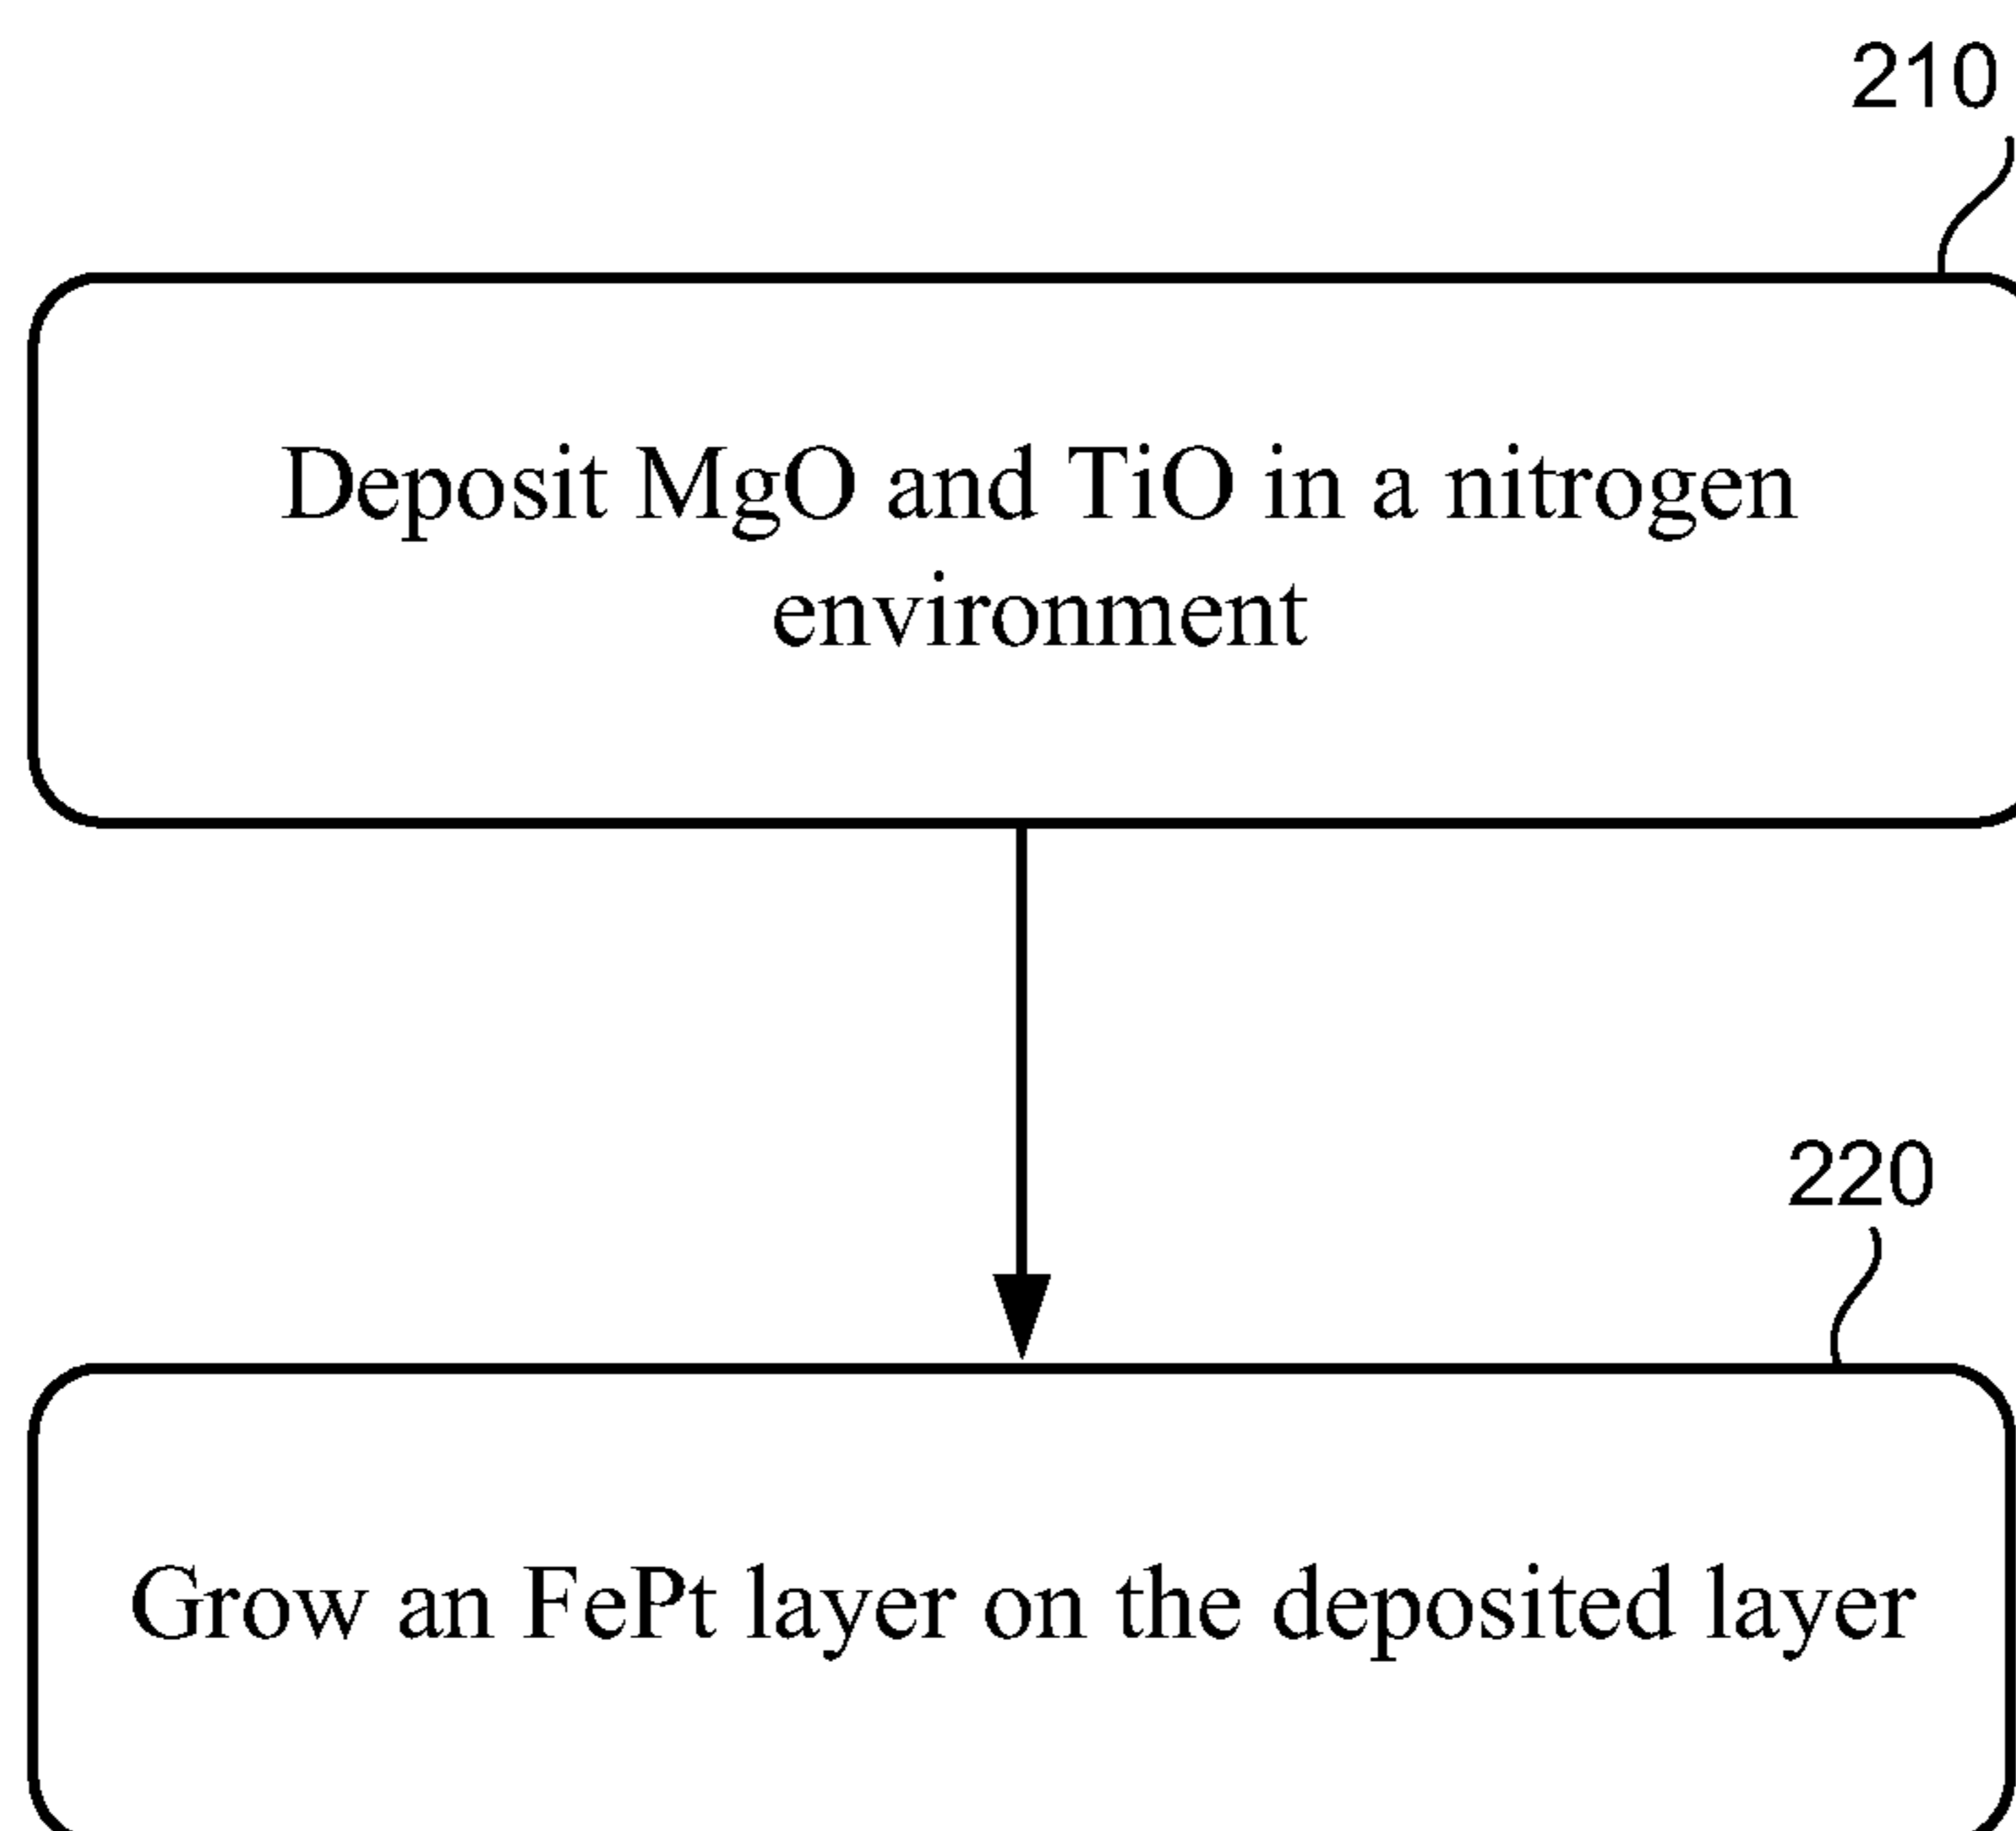 210
Deposit MgO and TiO in a nitrogen
environment
220
Grow an FePt layer on the deposited layer